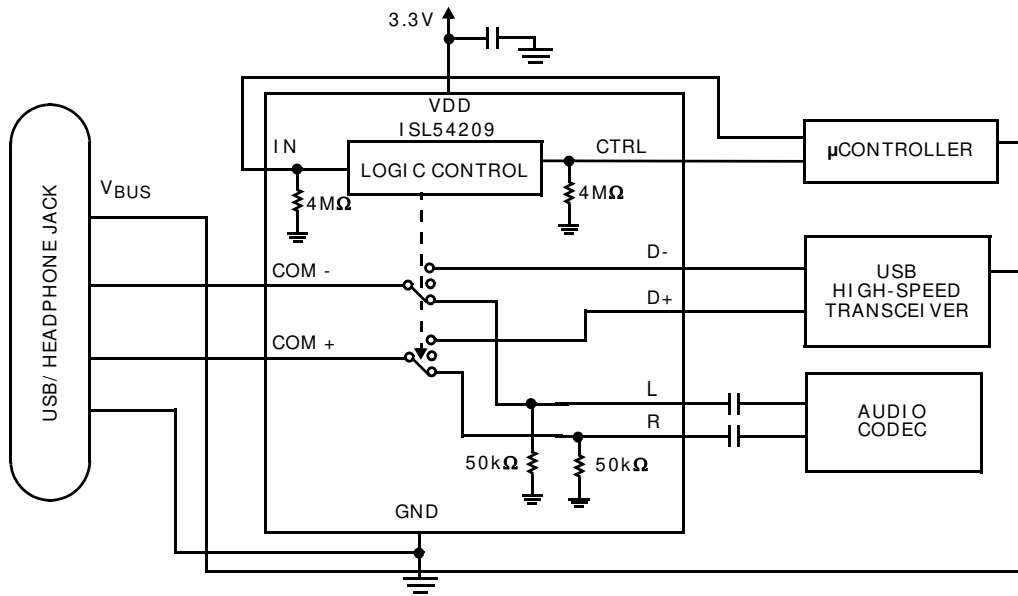 3.3V
VDD
ISL54209
IN
LOGIC CONTROL
CTRL
µCONTROLLER
4MΩ
4MΩ
USB/HEADPHONE JACK
VBUS
COM -
D-
USB
HIGH-SPEED
TRANSCEIVER
D+
COM +
L
R
AUDIO
CODEC
50kΩ
50kΩ
GND